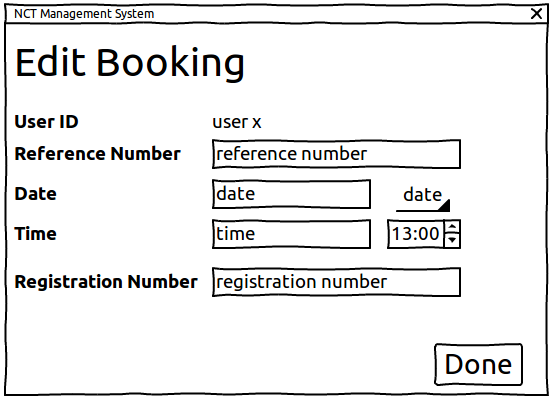 NCT Management System
Edit Booking
User ID user x
Reference Number reference number
Date date date
Time time 13:00
Registration Number registration number
Done